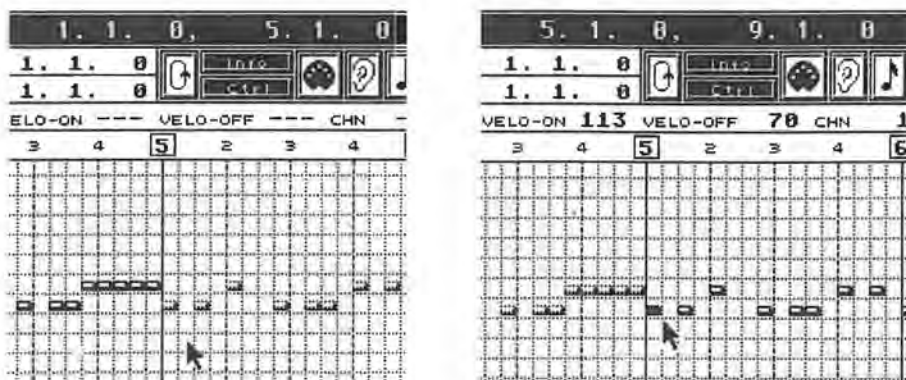 1. 1. 0, 5. 1. 0
1. 1. 0
Info
1. 1. 0
Ctrl
ELO-ON --- VELO-OFF --- CHN -
3 4 5 2 3 4
5. 1. 0, 9. 1. 0
1. 1. 0
Info
1. 1. 0
Ctrl
VELO-ON 113 VELO-OFF 70 CHN 1
3 4 5 2 3 4 6